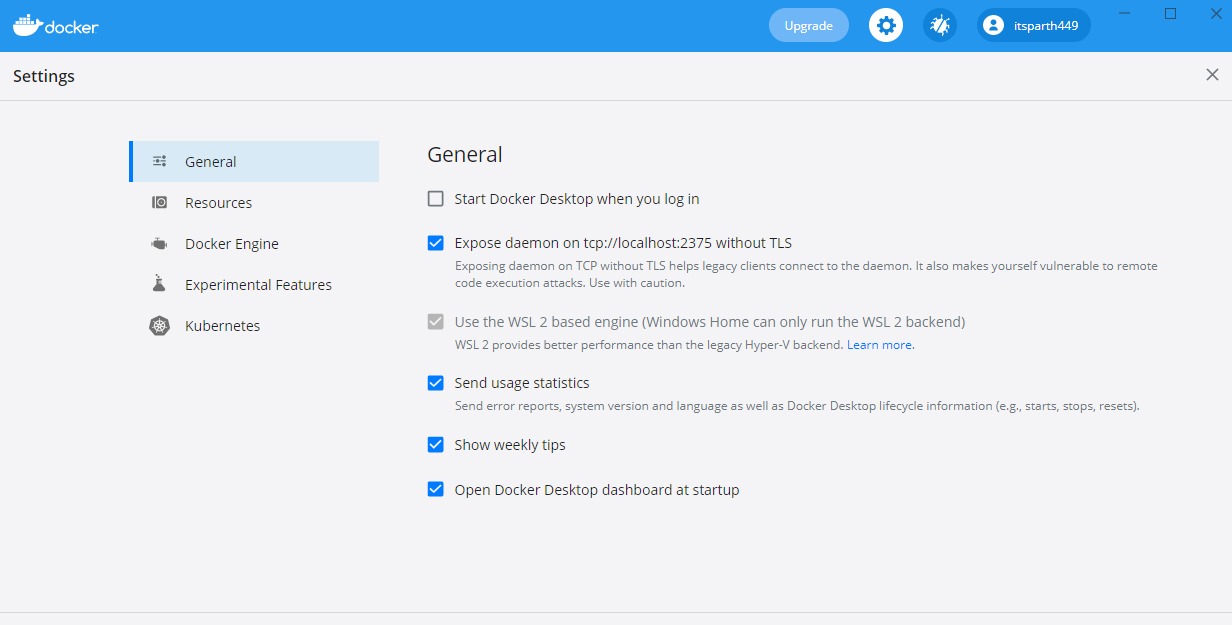 docker
Upgrade
itsparth449
Settings
General
Resources
Docker Engine
Experimental Features
Kubernetes
General
Start Docker Desktop when you log in
Expose daemon on tcp://localhost:2375 without TLS
Exposing daemon on TCP without TLS helps legacy clients connect to the daemon. It also makes yourself vulnerable to remote
code execution attacks. Use with caution.
Use the WSL 2 based engine (Windows Home can only run the WSL 2 backend)
WSL 2 provides better performance than the legacy Hyper-V backend. Learn more.
Send usage statistics
Send error reports, system version and language as well as Docker Desktop lifecycle information (e.g., starts, stops, resets).
Show weekly tips
Open Docker Desktop dashboard at startup